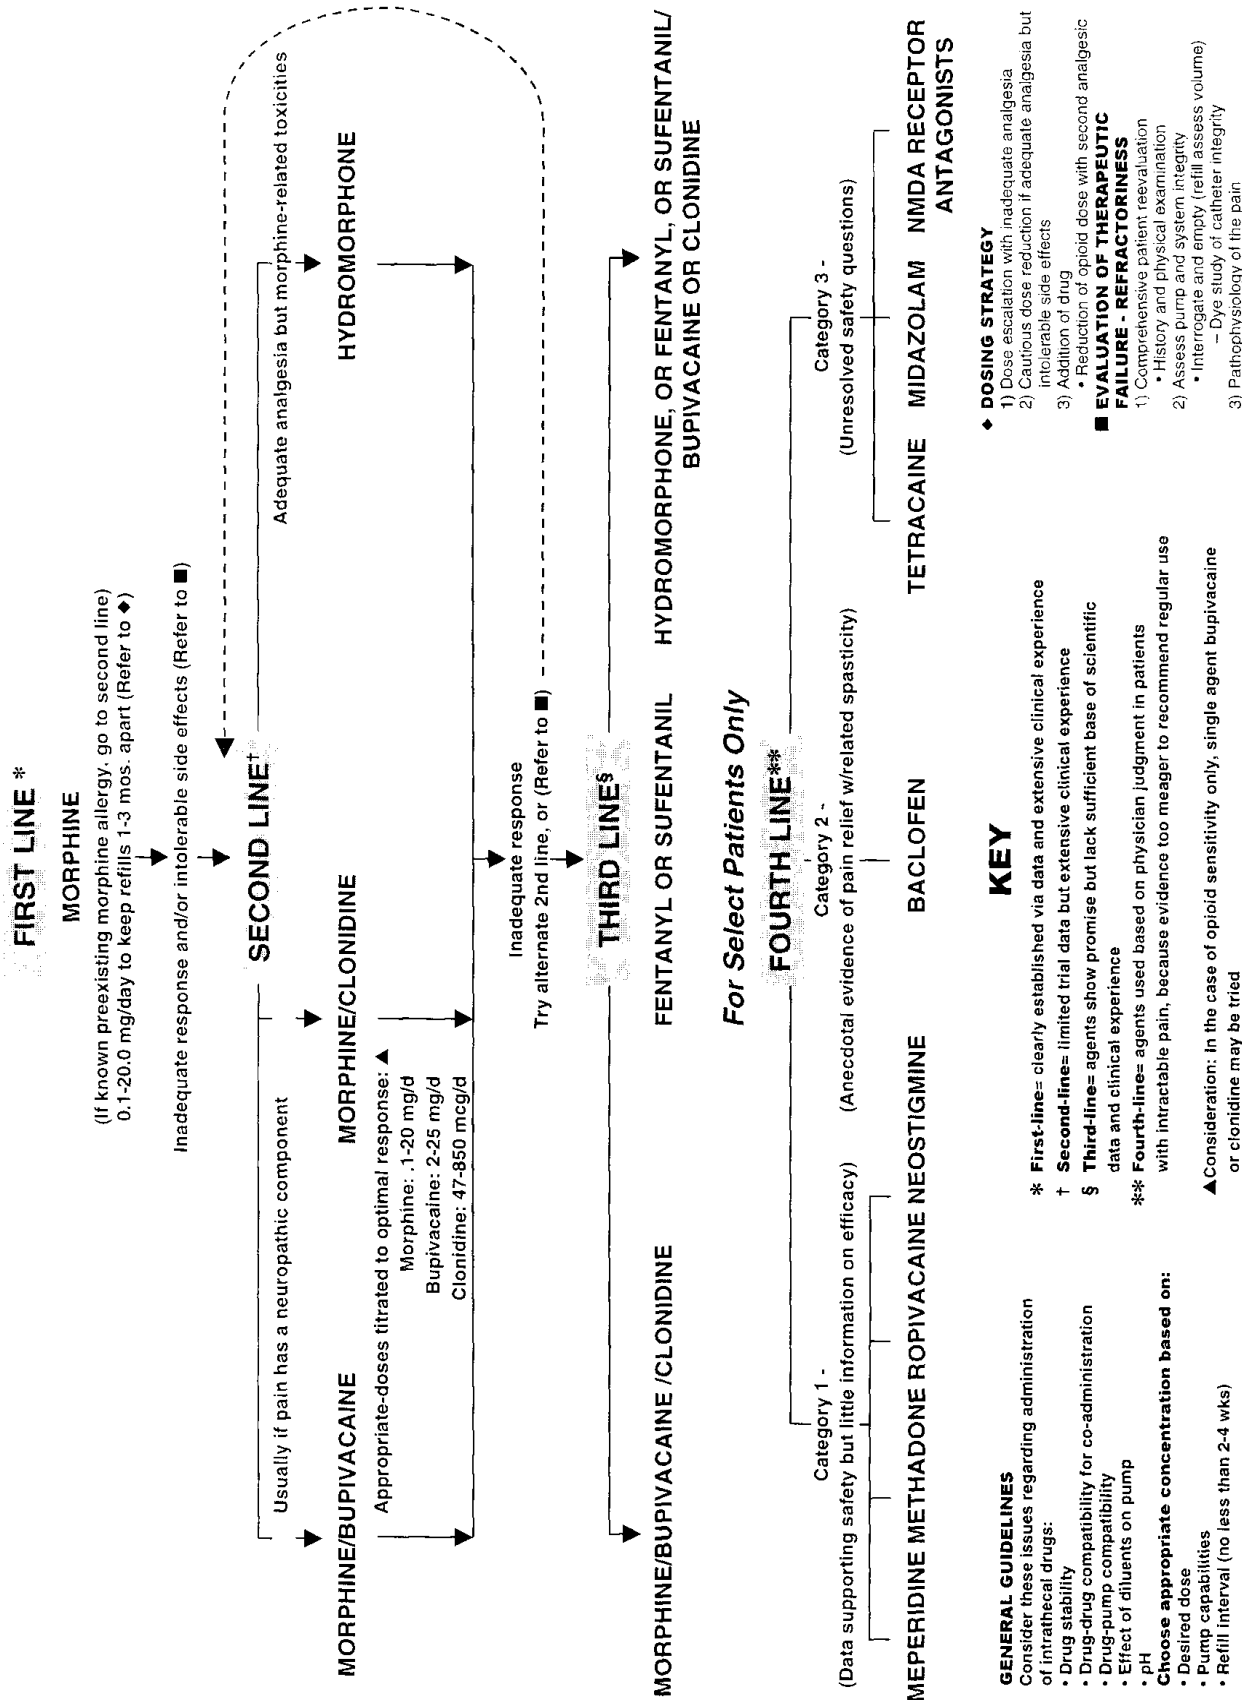 FIRST LINE *
MORPHINE
(If known preexisting morphine allergy. go to second line)
0.1-20.0 mg/day to keep refills 1-3 mos. apart (Refer to ◆)
Inadequate response and/or intolerable side effects (Refer to ■)
SECOND LINE†
Usually if pain has a neuropathic component
Adequate analgesia but morphine-related toxicities
MORPHINE/BUPIVACAINE
MORPHINE/CLONIDINE
HYDROMORPHONE
Appropriate-doses titrated to optimal response: ▲
Morphine: .1-20 mg/d
Bupivacaine: 2-25 mg/d
Clonidine: 47-850 mcg/d
Inadequate response
Try alternate 2nd line, or (Refer to ■)
THIRD LINE§
MORPHINE/BUPIVACAINE /CLONIDINE
FENTANYL OR SUFENTANIL
HYDROMORPHONE, OR FENTANYL, OR SUFENTANIL/
BUPIVACAINE OR CLONIDINE
For Select Patients Only
FOURTH LINE**
Category 1 -
(Data supporting safety but little information on efficacy)
Category 2 -
(Anecdotal evidence of pain relief w/related spasticity)
Category 3 -
(Unresolved safety questions)
MEPERIDINE METHADONE ROPIVACAINE NEOSTIGMINE
BACLOFEN
TETRACAINE MIDAZOLAM NMDA RECEPTOR
ANTAGONISTS
GENERAL GUIDELINES
Consider these issues regarding administration
of intrathecal drugs:
• Drug stability
• Drug-drug compatibility for co-administration
• Drug-pump compatibility
• Effect of diluents on pump
• pH
Choose appropriate concentration based on:
• Desired dose
• Pump capabilities
• Refill interval (no less than 2-4 wks)
KEY
* First-line= clearly established via data and extensive clinical experience
† Second-line= limited trial data but extensive clinical experience
§ Third-line= agents show promise but lack sufficient base of scientific
data and clinical experience
** Fourth-line= agents used based on physician judgment in patients
with intractable pain, because evidence too meager to recommend regular use
▲Consideration: In the case of opioid sensitivity only, single agent bupivacaine
or clonidine may be tried
◆ DOSING STRATEGY
1) Dose escalation with inadequate analgesia
2) Cautious dose reduction if adequate analgesia but
intolerable side effects
3) Addition of drug
• Reduction of opioid dose with second analgesic
■ EVALUATION OF THERAPEUTIC
FAILURE - REFRACTORINESS
1) Comprehensive patient reevaluation
• History and physical examination
2) Assess pump and system integrity
• Interrogate and empty (refill assess volume)
– Dye study of catheter integrity
3) Pathophysiology of the pain